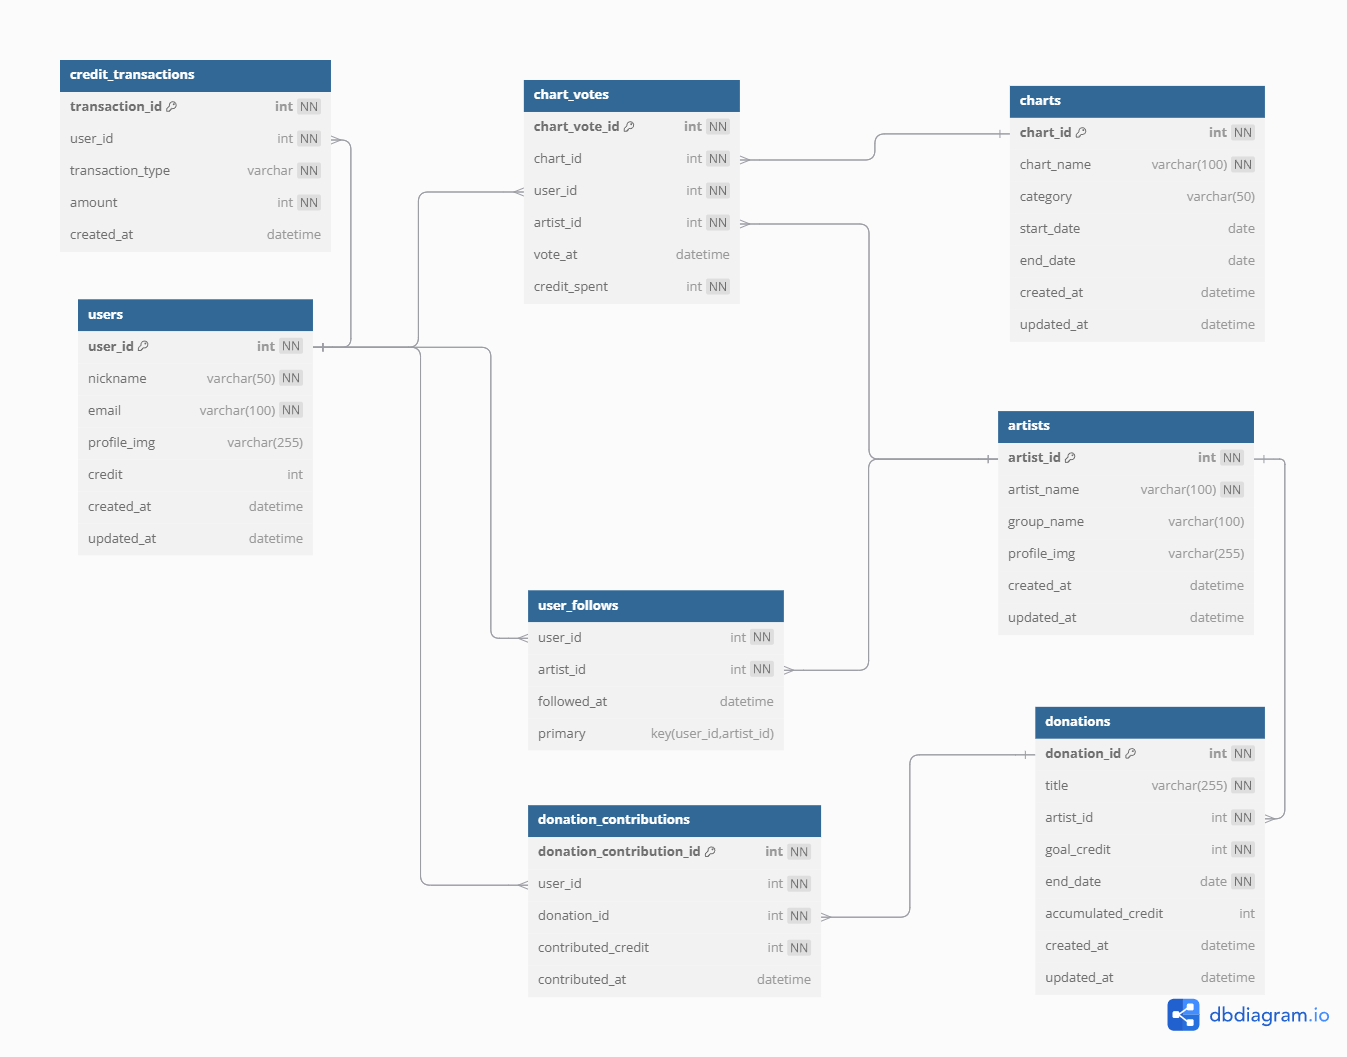 credit_transactions
transaction_id int NN
user_id int NN
transaction_type varchar NN
amount int NN
created_at datetime
users
user_id int NN
nickname varchar(50) NN
email varchar(100) NN
profile_img varchar(255)
credit int
created_at datetime
updated_at datetime
chart_votes
chart_vote_id int NN
chart_id int NN
user_id int NN
artist_id int NN
vote_at datetime
credit_spent int NN
user_follows
user_id int NN
artist_id int NN
followed_at datetime
primary key(user_id,artist_id)
donation_contributions
donation_contribution_id int NN
user_id int NN
donation_id int NN
contributed_credit int NN
contributed_at datetime
charts
chart_id int NN
chart_name varchar(100) NN
category varchar(50)
start_date date
end_date date
created_at datetime
updated_at datetime
artists
artist_id int NN
artist_name varchar(100) NN
group_name varchar(100)
profile_img varchar(255)
created_at datetime
updated_at datetime
donations
donation_id int NN
title varchar(255) NN
artist_id int NN
goal_credit int NN
end_date date NN
accumulated_credit int
created_at datetime
updated_at datetime
dbdiagram.io